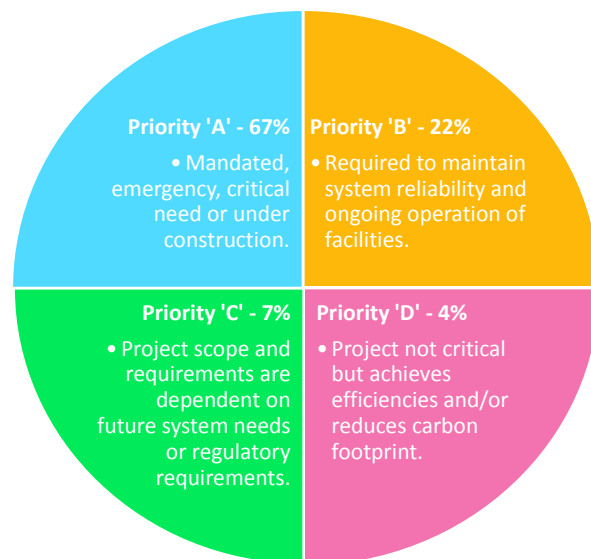 Priority 'A' - 67%
• Mandated,
emergency, critical
need or under
construction.
Priority 'B' - 22%
• Required to maintain
system reliability and
ongoing operation of
facilities.
Priority 'C' - 7%
• Project scope and
requirements are
dependent on
future system needs
or regulatory
requirements.
Priority 'D' - 4%
• Project not critical
but achieves
efficiencies and/or
reduces carbon
footprint.